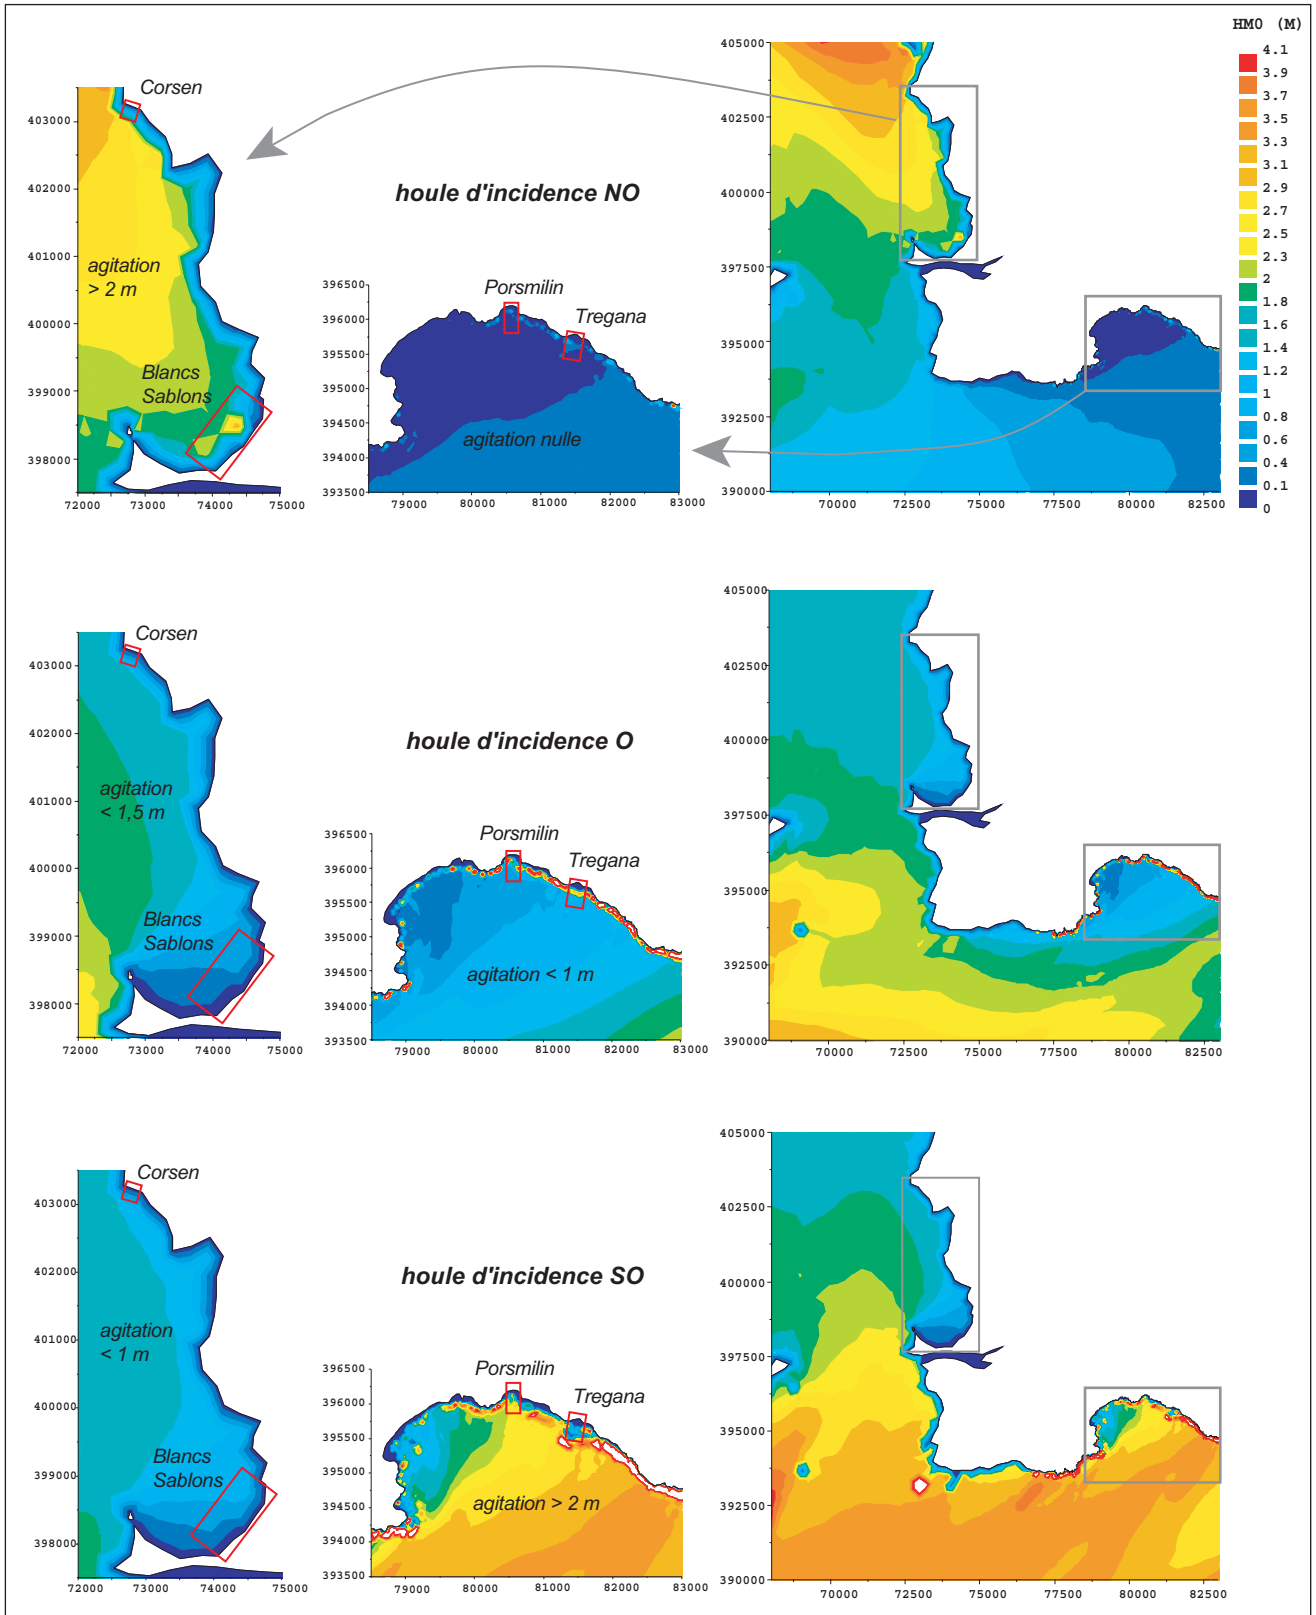 HM0 (M)
4.1
3.9
3.7
3.5
3.3
3.1
2.9
2.7
2.5
2.3
2
1.8
1.6
1.4
1.2
1
0.8
0.6
0.4
0.1
0
houle d'incidence NO
Corsen
403000
402000
401000
400000
399000
398000
agitation
> 2 m
Blancs
Sablons
72000 73000 74000 75000
396500
396000
395500
395000
394500
394000
393500
Porsmilin
Tregana
agitation nulle
79000 80000 81000 82000 83000
405000
402500
400000
397500
395000
392500
390000
70000 72500 75000 77500 80000 82500
houle d'incidence O
Corsen
403000
402000
401000
400000
399000
398000
agitation
< 1,5 m
Blancs
Sablons
72000 73000 74000 75000
396500
396000
395500
395000
394500
394000
393500
Porsmilin
Tregana
agitation < 1 m
79000 80000 81000 82000 83000
405000
402500
400000
397500
395000
392500
390000
70000 72500 75000 77500 80000 82500
houle d'incidence SO
Corsen
403000
402000
401000
400000
399000
398000
agitation
< 1 m
Blancs
Sablons
72000 73000 74000 75000
396500
396000
395500
395000
394500
394000
393500
Porsmilin
Tregana
agitation > 2 m
79000 80000 81000 82000 83000
405000
402500
400000
397500
395000
392500
390000
70000 72500 75000 77500 80000 82500